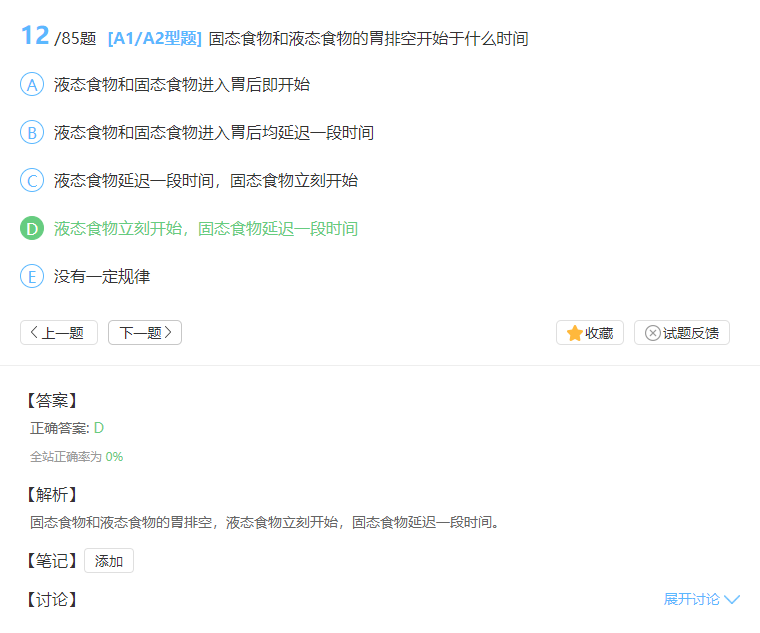 12 /85题 [A1/A2型题] 固态食物和液态食物的胃排空开始于什么时间
A 液态食物和固态食物进入胃后即开始
B 液态食物和固态食物进入胃后均延迟一段时间
C 液态食物延迟一段时间，固态食物立刻开始
D 液态食物立刻开始，固态食物延迟一段时间
E 没有一定规律
上一题 下一题 收藏 试题反馈
【答案】
正确答案: D
全站正确率为 0%
【解析】
固态食物和液态食物的胃排空，液态食物立刻开始，固态食物延迟一段时间。
【笔记】 添加
【讨论】 展开讨论